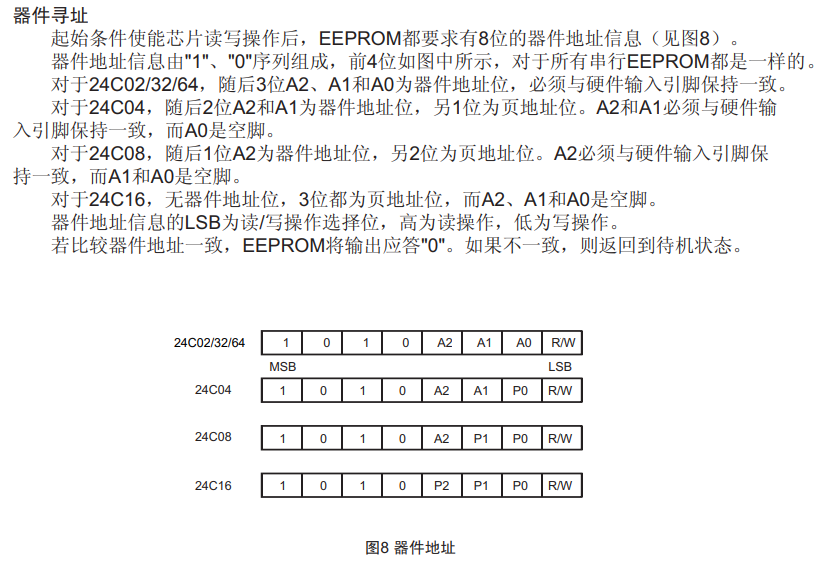 器件寻址
起始条件使能芯片读写操作后，EEPROM都要求有8位的器件地址信息（见图8）。
器件地址信息由"1"、"0"序列组成，前4位如图中所示，对于所有串行EEPROM都是一样的。
对于24C02/32/64，随后3位A2、A1和A0为器件地址位，必须与硬件输入引脚保持一致。
对于24C04，随后2位A2和A1为器件地址位，另1位为页地址位。A2和A1必须与硬件输
入引脚保持一致，而A0是空脚。
对于24C08，随后1位A2为器件地址位，另2位为页地址位。A2必须与硬件输入引脚保
持一致，而A1和A0是空脚。
对于24C16，无器件地址位，3位都为页地址位，而A2、A1和A0是空脚。
器件地址信息的LSB为读/写操作选择位，高为读操作，低为写操作。
若比较器件地址一致，EEPROM将输出应答"0"。如果不一致，则返回到待机状态。
24C02/32/64 1 0 1 0 A2 A1 A0 R/W
MSB LSB
24C04 1 0 1 0 A2 A1 P0 R/W
24C08 1 0 1 0 A2 P1 P0 R/W
24C16 1 0 1 0 P2 P1 P0 R/W
图8 器件地址